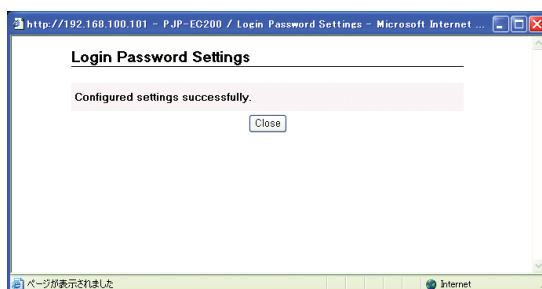 http://192.168.100.101 - PJP-EC200 / Login Password Settings - Microsoft Internet ...
Login Password Settings
Configured settings successfully.
Close
ページが表示されました
Internet